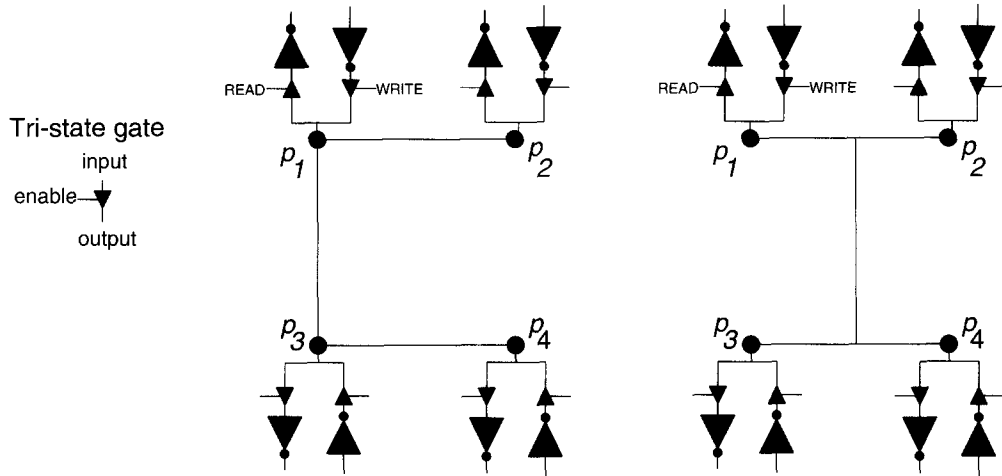 READ
WRITE
READ
WRITE
Tri-state gate
input
enable
output
p1
p2
p1
p2
p3
p4
p3
p4